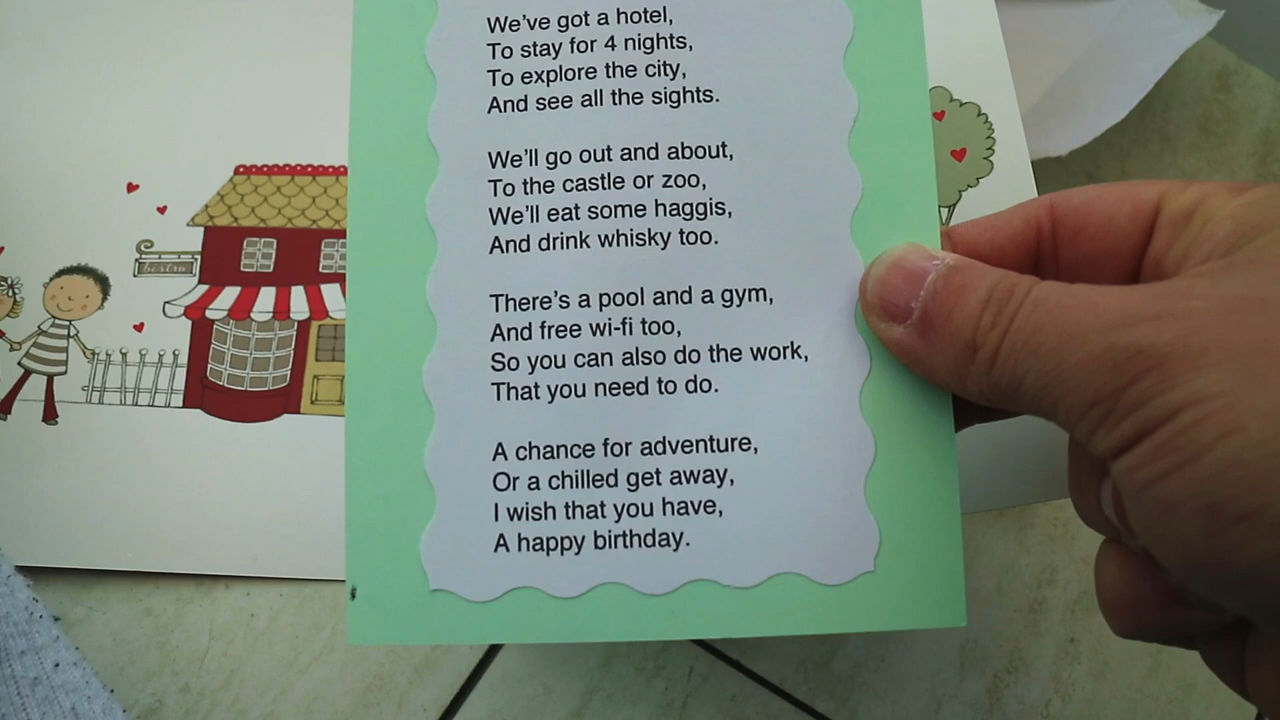 We've got a hotel,
To stay for 4 nights,
To explore the city,
And see all the sights.
We'll go out and about,
To the castle or zoo,
We'll eat some haggis,
And drink whisky too.
There's a pool and a gym,
And free wi-fi too,
So you can also do the work,
That you need to do.
A chance for adventure,
Or a chilled get away,
I wish that you have,
A happy birthday.
bistro